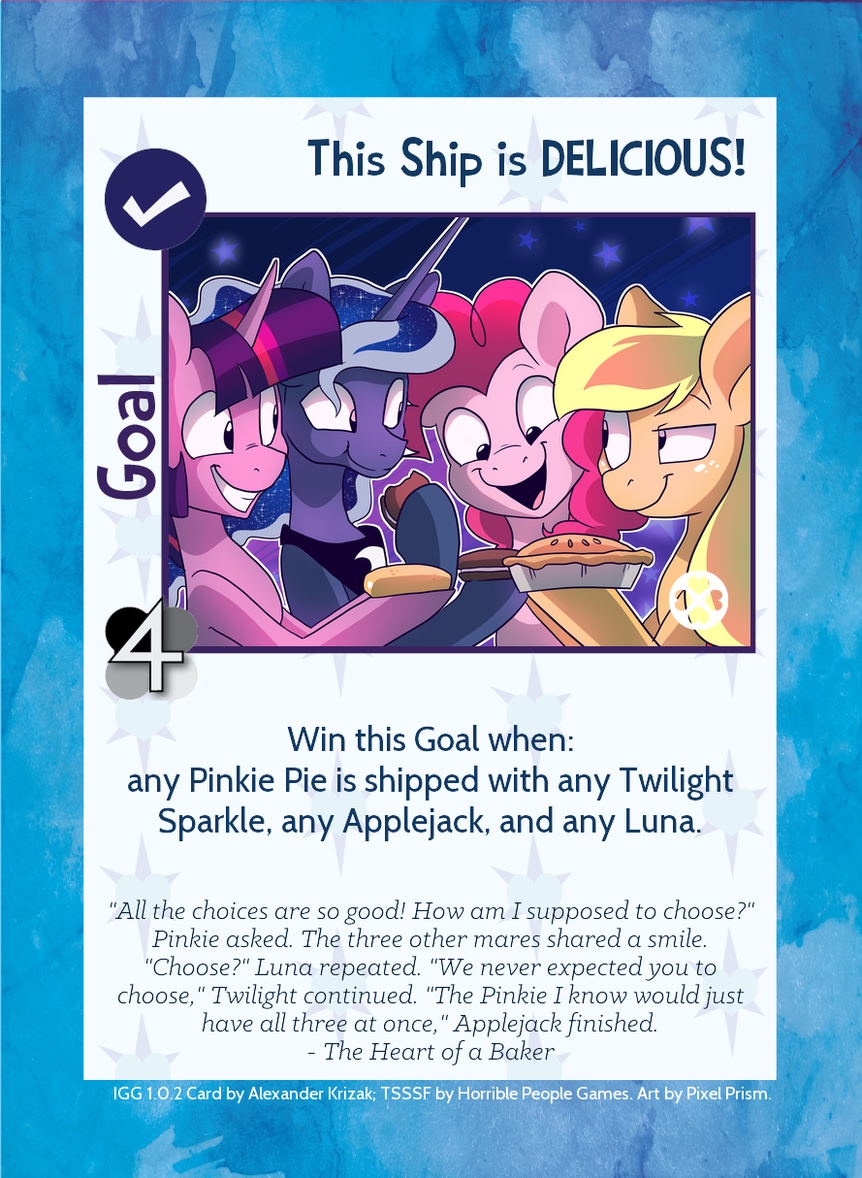 This Ship is DELICIOUS!
Goal
4
Win this Goal when:
any Pinkie Pie is shipped with any Twilight
Sparkle, any Applejack, and any Luna.
"All the choices are so good! How am I supposed to choose?"
Pinkie asked. The three other mares shared a smile.
"Choose?" Luna repeated. "We never expected you to
choose," Twilight continued. "The Pinkie I know would just
have all three at once," Applejack finished.
- The Heart of a Baker
IGG 1.0.2 Card by Alexander Krizak; TSSSF by Horrible People Games. Art by Pixel Prism.